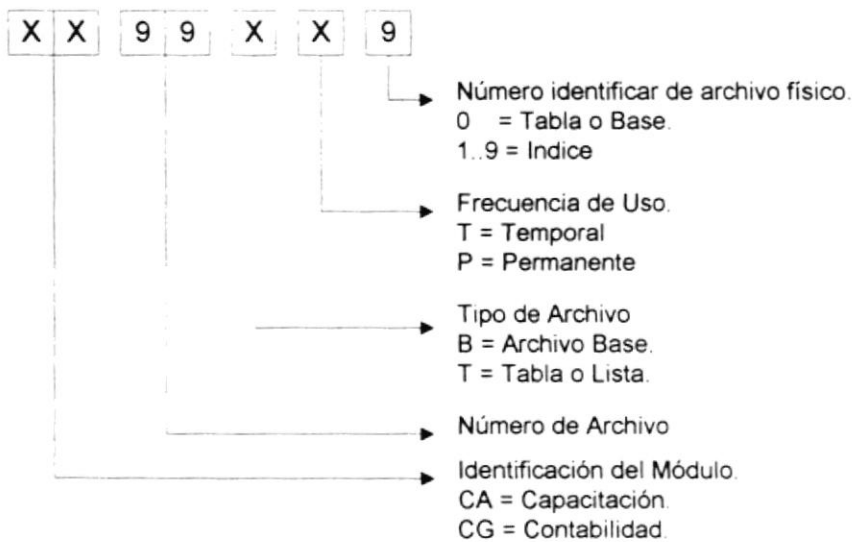 X X 9 9 X X 9
Número identificar de archivo físico.
0 = Tabla o Base.
1..9 = Indice
Frecuencia de Uso.
T = Temporal
P = Permanente
Tipo de Archivo
B = Archivo Base.
T = Tabla o Lista.
Número de Archivo
Identificación del Módulo.
CA = Capacitación.
CG = Contabilidad.